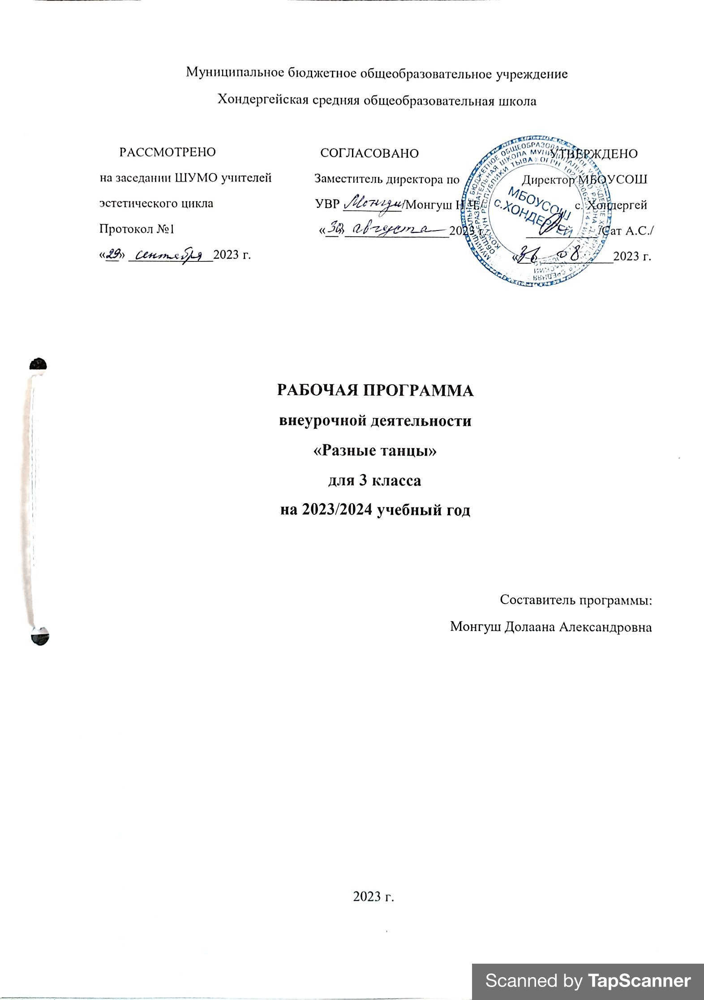 Муниципальное бюджетное общеобразовательное учреждение
Хондергейская средняя общеобразовательная школа
РАССМОТРЕНО
на заседании ШУМО учителей
эстетического цикла
Протокол №1
«29» сентября 2023 г.
СОГЛАСОВАНО
Заместитель директора по
УВР Монгуш /Монгуш Н.Ч./
«30» августа 2023 г.
УТВЕРЖДЕНО
Директор МБОУСОШ
с. Хондергей
/Сат А.С./
«31» 08 2023 г.
МБОУСОШ
с.ХОНДЕРГЕЙ
РАБОЧАЯ ПРОГРАММА
внеурочной деятельности
«Разные танцы»
для 3 класса
на 2023/2024 учебный год
Составитель программы:
Монгуш Долаана Александровна
2023 г.
Scanned by TapScanner